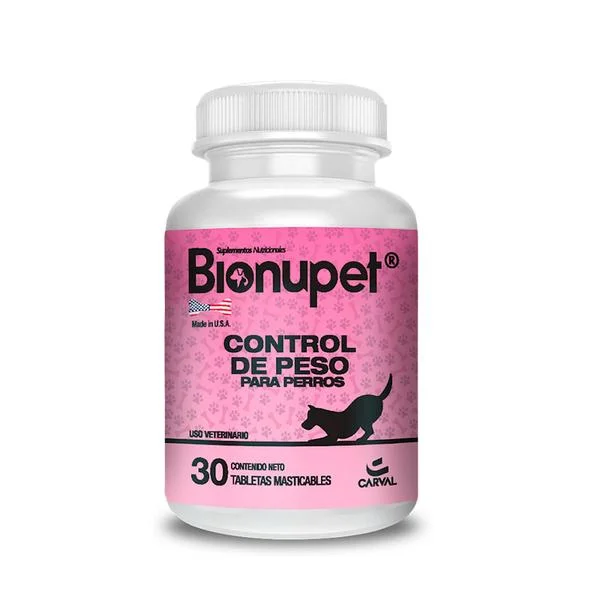 Suplementos Nutricionales
Bionupet®
Made in U.S.A.
CONTROL
DE PESO
PARA PERROS
USO VETERINARIO
30 CONTENIDO NETO
TABLETAS MASTICABLES
CARVAL